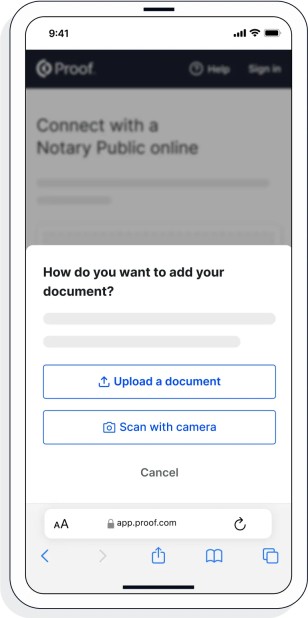 9:41
Proof.
Help Sign in
Connect with a
Notary Public online
How do you want to add your
document?
Upload a document
Scan with camera
Cancel
AA app.proof.com